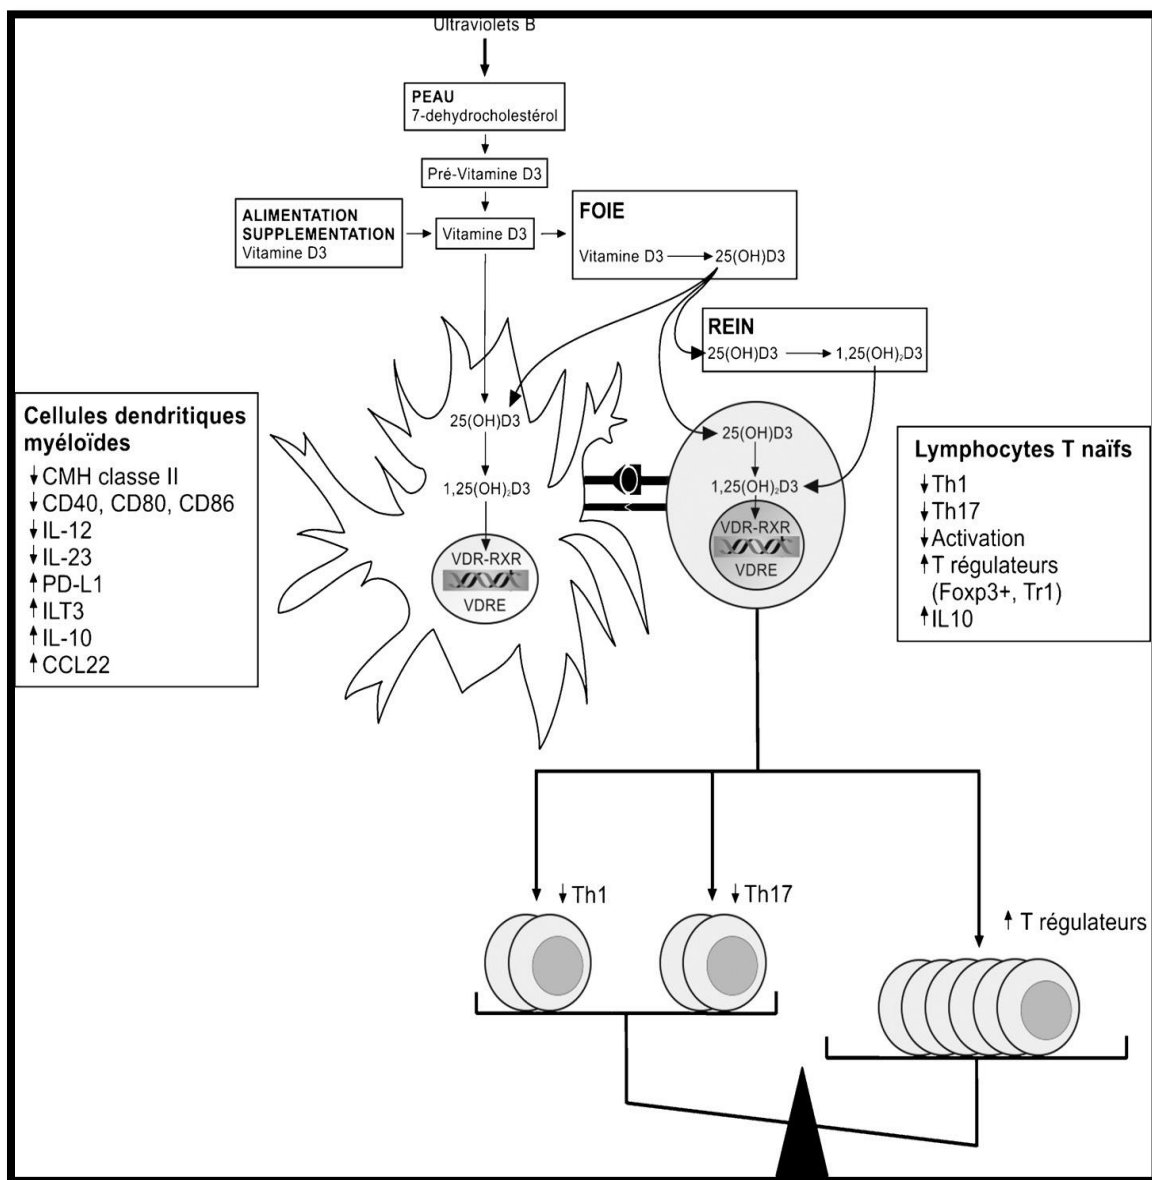 Ultraviolets B
PEAU
7-dehydrocholestérol
Pré-Vitamine D3
ALIMENTATION
SUPPLEMENTATION
Vitamine D3
Vitamine D3
FOIE
Vitamine D3
25(OH)D3
REIN
25(OH)D3
1,25(OH)₂D3
Cellules dendritiques
myéloïdes
↓CMH classe II
↓CD40, CD80, CD86
↓IL-12
↓IL-23
↑PD-L1
↑ILT3
↑IL-10
↑CCL22
25(OH)D3
1,25(OH)₂D3
VDR-RXR
VDRE
25(OH)D3
1,25(OH)₂D3
VDR-RXR
VDRE
Lymphocytes T naïfs
↓Th1
↓Th17
↓Activation
↑T régulateurs
(Foxp3+, Tr1)
↑IL10
↓Th1
↓Th17
↑ T régulateurs